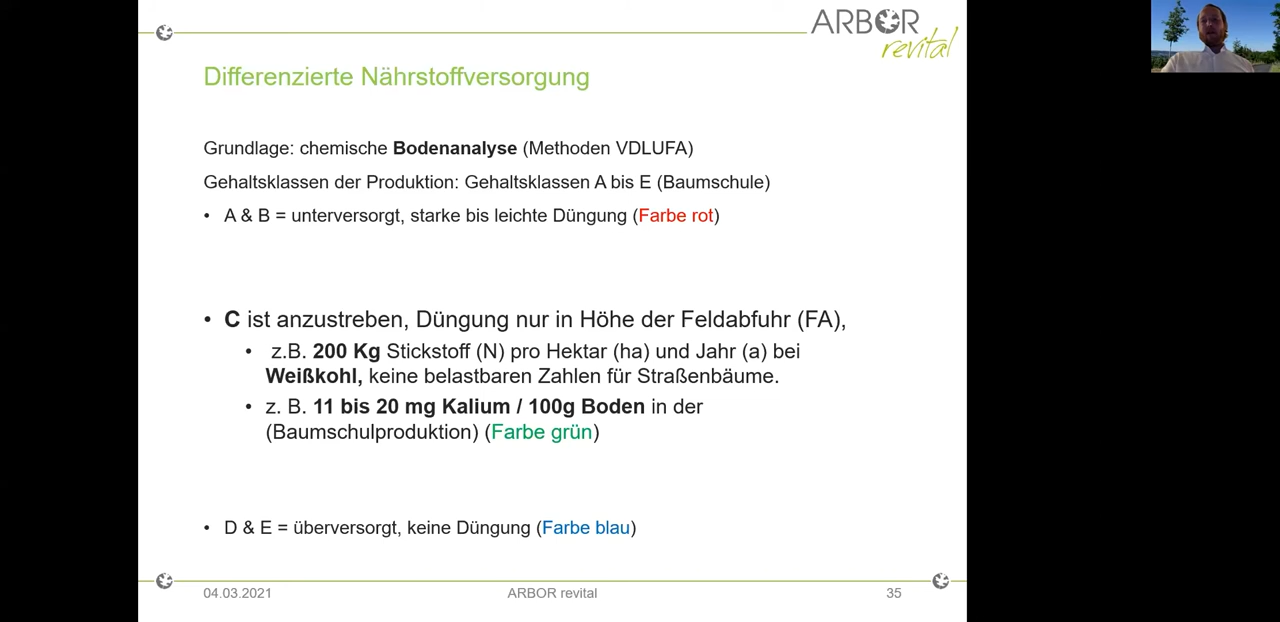 ARBOR
revital
Differenzierte Nährstoffversorgung
Grundlage: chemische Bodenanalyse (Methoden VDLUFA)
Gehaltsklassen der Produktion: Gehaltsklassen A bis E (Baumschule)
• A & B = unterversorgt, starke bis leichte Düngung (Farbe rot)
• C ist anzustreben, Düngung nur in Höhe der Feldabfuhr (FA),
• z.B. 200 Kg Stickstoff (N) pro Hektar (ha) und Jahr (a) bei
Weißkohl, keine belastbaren Zahlen für Straßenbäume.
• z. B. 11 bis 20 mg Kalium / 100g Boden in der
(Baumschulproduktion) (Farbe grün)
• D & E = überversorgt, keine Düngung (Farbe blau)
04.03.2021
ARBOR revital
35